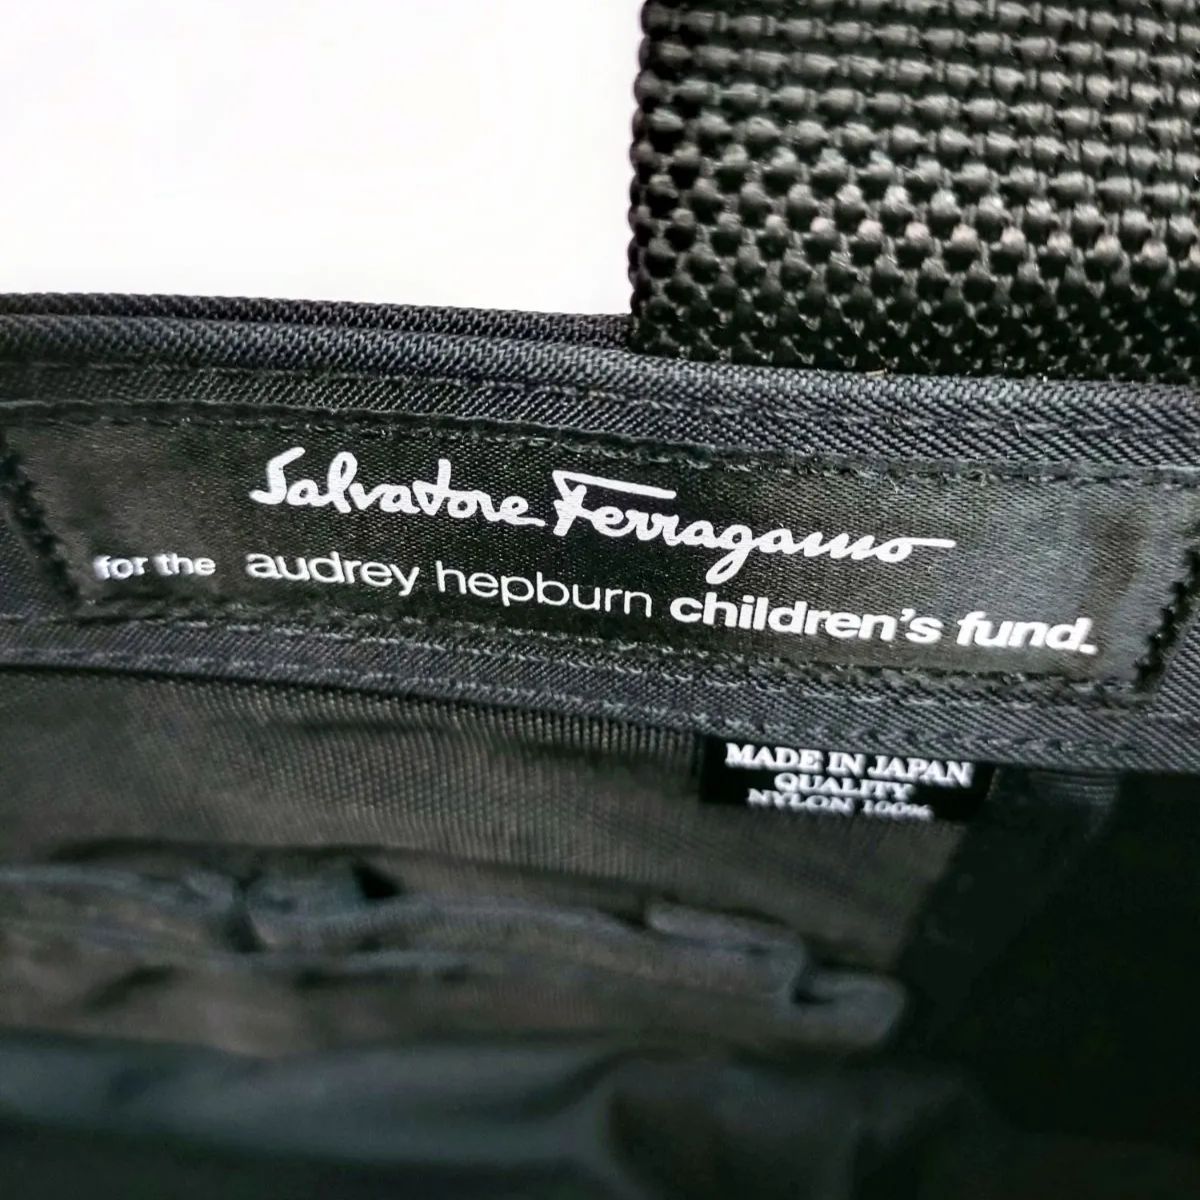 Salvatore Ferragamo
for the audrey hepburn children's fund.
MADE IN JAPAN
QUALITY
NYLON 100%